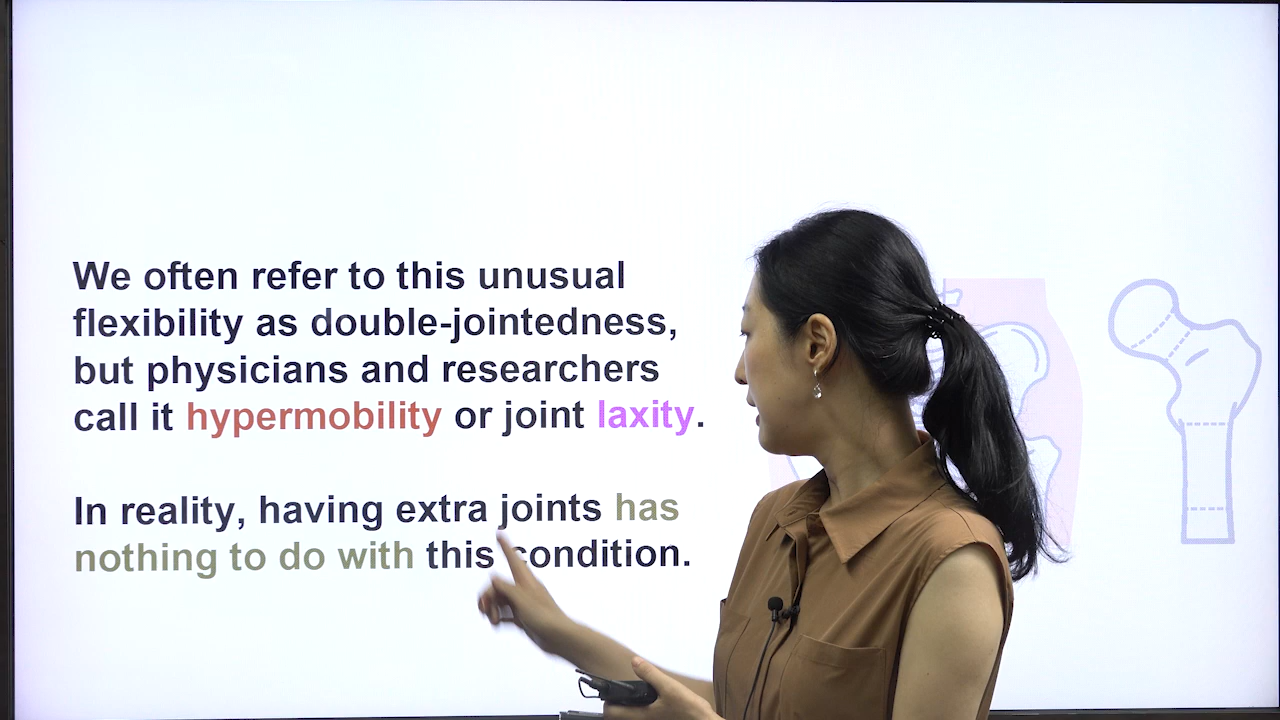 We often refer to this unusual
flexibility as double-jointedness,
but physicians and researchers
call it hypermobility or joint laxity.
In reality, having extra joints has
nothing to do with this condition.